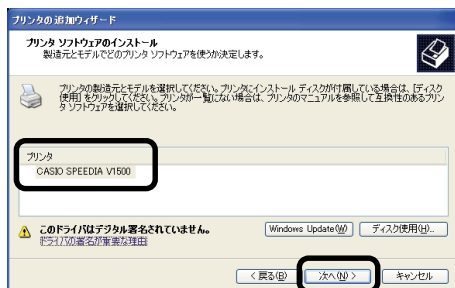 プリンタの追加ウィザード
プリンタ ソフトウェアのインストール
製造元とモデルでどのプリンタ ソフトウェアを使うか決定します。
プリンタの製造元とモデルを選択してください。プリンタにインストール ディスクが付属している場合は、[ディスク
使用] をクリックしてください。プリンタが一覧にない場合は、プリンタのマニュアルを参照して互換性のあるプリン
タ ソフトウェアを選択してください。
プリンタ
CASIO SPEEDIA V1500
このドライバはデジタル署名されていません。
ドライバの署名が重要な理由
Windows Update(W)
ディスク使用(H)...
< 戻る(B)
次へ(N) >
キャンセル